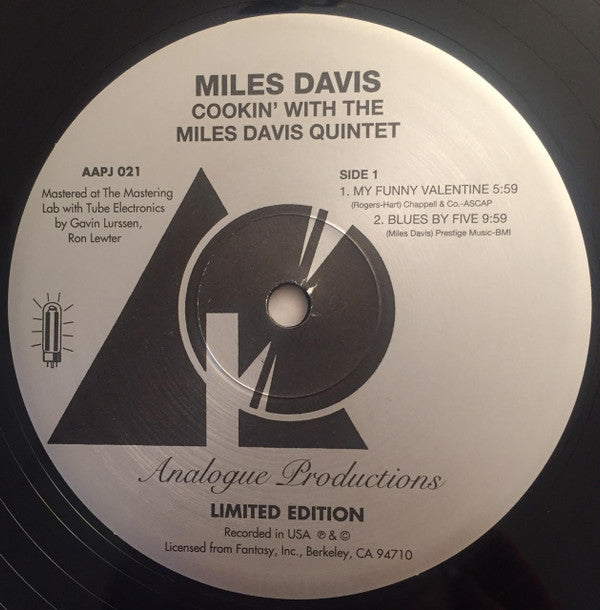 MILES DAVIS
COOKIN' WITH THE
MILES DAVIS QUINTET
AAPJ 021
Mastered at The Mastering
Lab with Tube Electronics
by Gavin Lurssen,
Ron Lewter
SIDE 1
1. MY FUNNY VALENTINE 5:59
(Rogers-Hart) Chappell & Co.-ASCAP
2. BLUES BY FIVE 9:59
(Miles Davis) Prestige Music-BMI
Analogue Productions
LIMITED EDITION
Recorded in USA ℗ & ©
Licensed from Fantasy, Inc., Berkeley, CA 94710